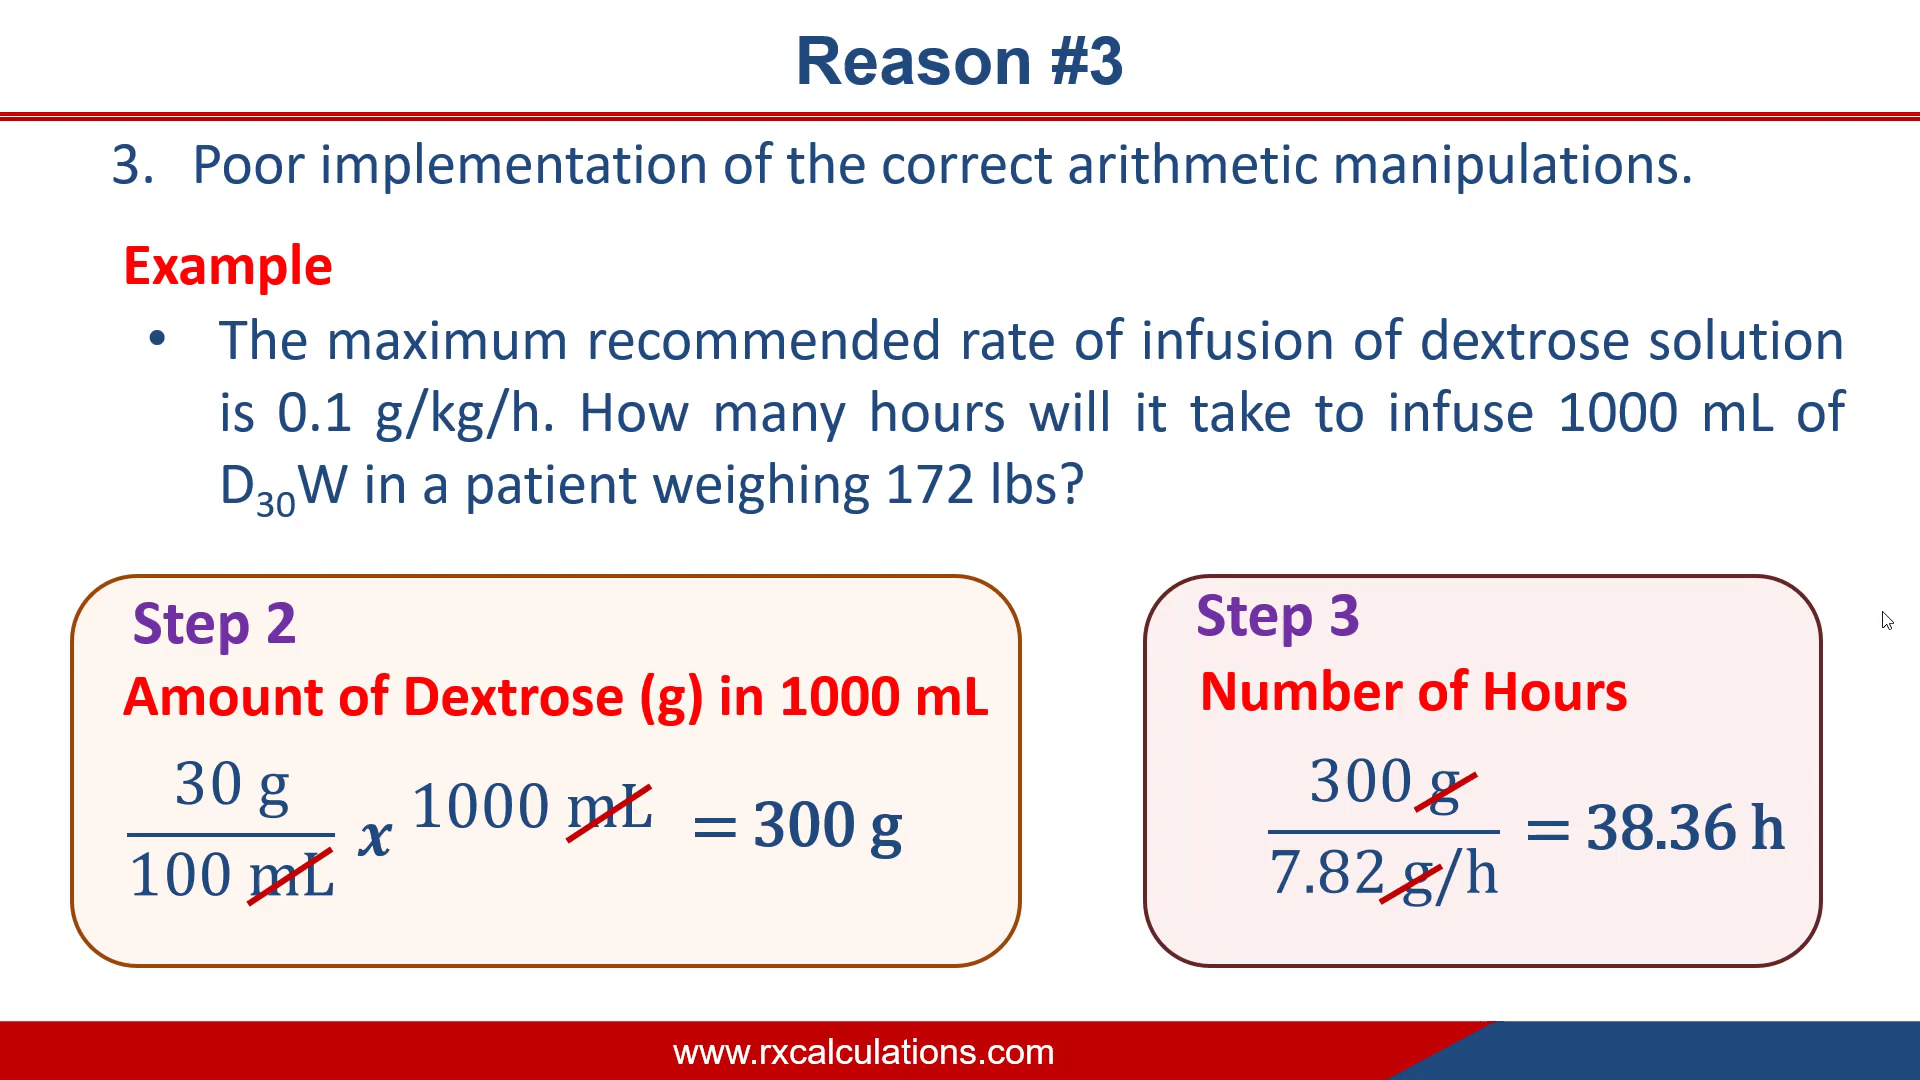 Reason #3
3. Poor implementation of the correct arithmetic manipulations.
Example
• The maximum recommended rate of infusion of dextrose solution
is 0.1 g/kg/h. How many hours will it take to infuse 1000 mL of
D30W in a patient weighing 172 lbs?
Step 2
Amount of Dextrose (g) in 1000 mL
30 g
100 mL
x 1000 mL = 300 g
Step 3
Number of Hours
300 g
7.82 g/h
= 38.36 h
www.rxcalculations.com